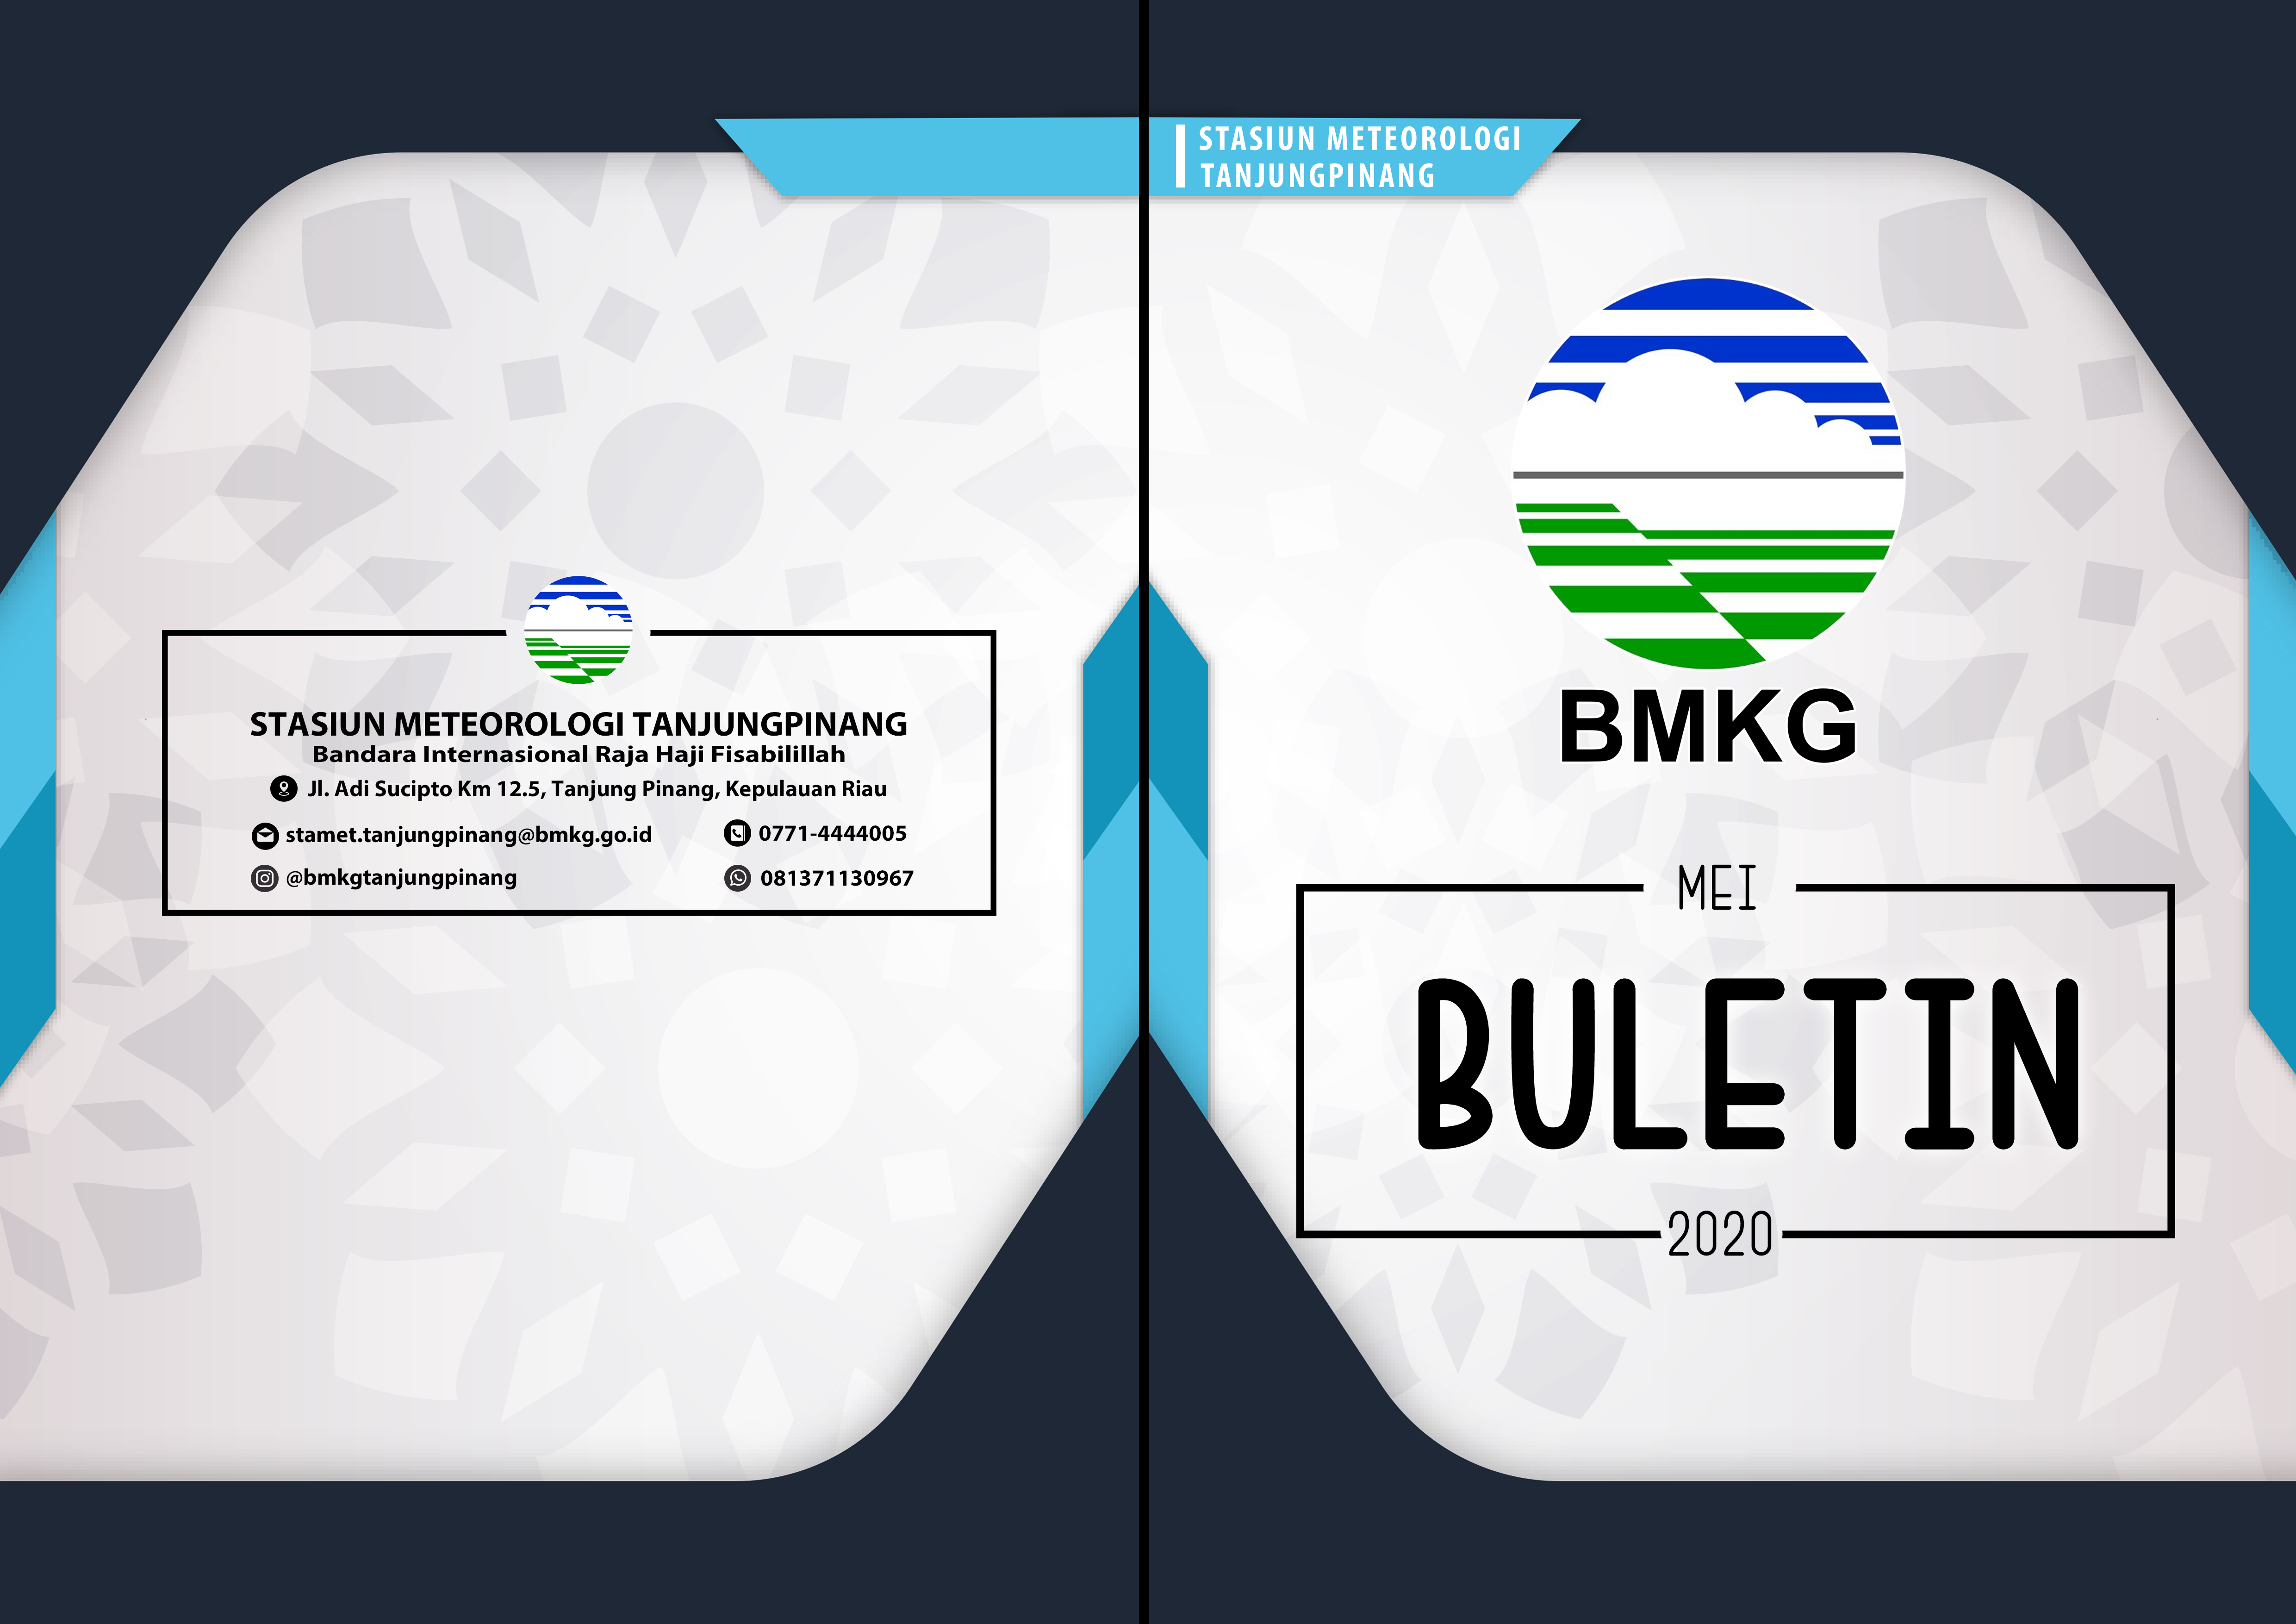 STASIUN METEOROLOGI TANJUNGPINANG
Bandara Internasional Raja Haji Fisabilillah
Jl. Adi Sucipto Km 12.5, Tanjung Pinang, Kepulauan Riau
stamet.tanjungpinang@bmkg.go.id
0771-4444005
@bmkgtanjungpinang
081371130967
STASIUN METEOROLOGI
TANJUNGPINANG
BMKG
MEI
BULETIN
2020